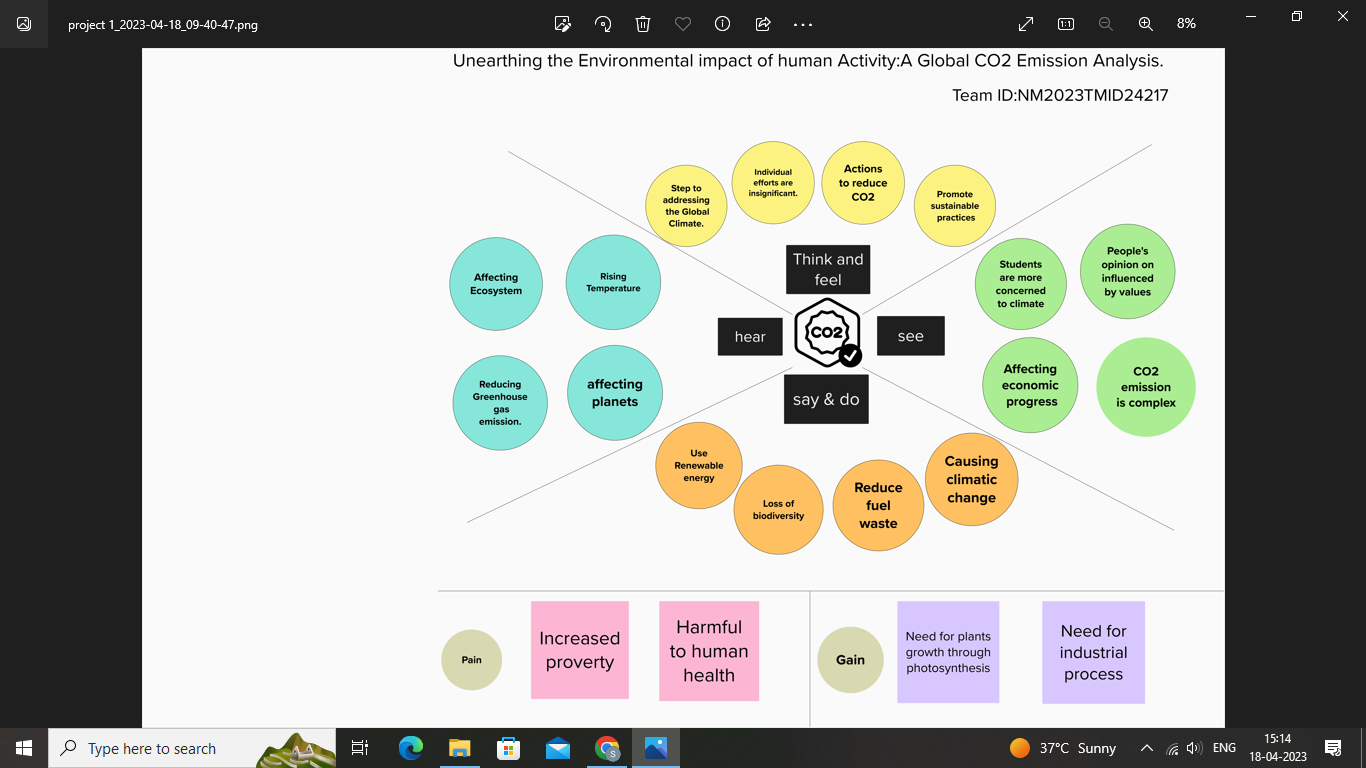 project 1_2023-04-18_09-40-47.png
8%
Unearthing the Environmental impact of human Activity:A Global CO2 Emission Analysis.
Team ID:NM2023TMID24217
Step to
addressing
the Global
Climate.
Individual
efforts are
insignificant.
Actions
to reduce
CO2
Promote
sustainable
practices
Affecting
Ecosystem
Rising
Temperature
Reducing
Greenhouse
gas
emission.
affecting
planets
Think and
feel
hear
CO2
see
say & do
Students
are more
concerned
to climate
People's
opinion on
influenced
by values
Affecting
economic
progress
CO2
emission
is complex
Use
Renewable
energy
Loss of
biodiversity
Reduce
fuel
waste
Causing
climatic
change
Pain
Increased
proverty
Harmful
to human
health
Gain
Need for plants
growth through
photosynthesis
Need for
industrial
process
Type here to search
S
37°C Sunny
ENG
15:14
18-04-2023